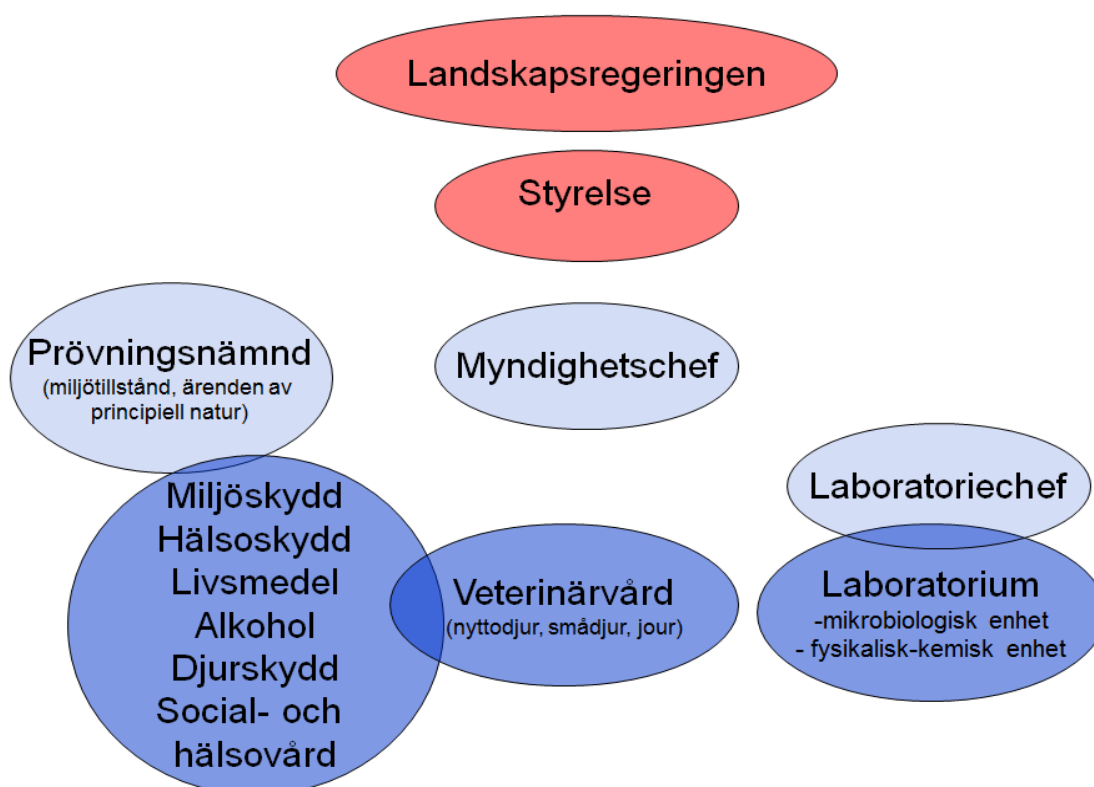 Landskapsregeringen
Styrelse
Prövningsnämnd
(miljötillstånd, ärenden av
principiell natur)
Myndighetschef
Laboratoriechef
Miljöskydd
Hälsoskydd
Livsmedel
Alkohol
Djurskydd
Social- och
hälsovård
Veterinärvård
(nyttodjur, smådjur, jour)
Laboratorium
-mikrobiologisk enhet
- fysikalisk-kemisk enhet